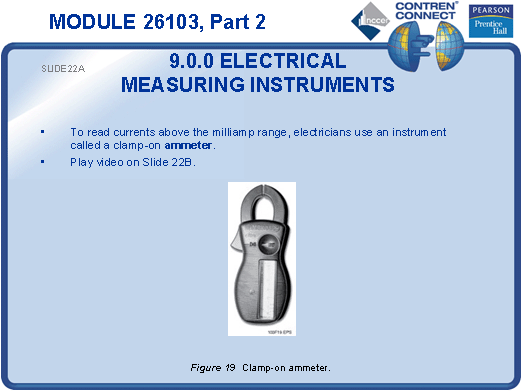 MODULE 26103, Part 2
nccer
CONTREN®
CONNECT
PEARSON
Prentice
Hall
SLIDE 22A
9.0.0 ELECTRICAL
MEASURING INSTRUMENTS
• To read currents above the milliamp range, electricians use an instrument
called a clamp-on ammeter.
• Play video on Slide 22B.
103F19.EPS
Figure 19 Clamp-on ammeter.